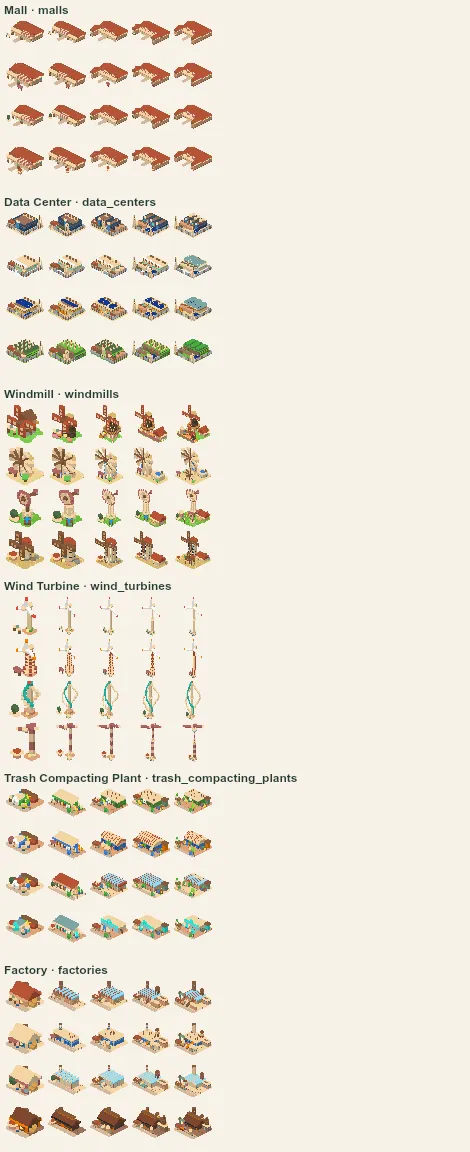 Mall · malls
Data Center · data_centers
Windmill · windmills
Wind Turbine · wind_turbines
Trash Compacting Plant · trash_compacting_plants
Factory · factories